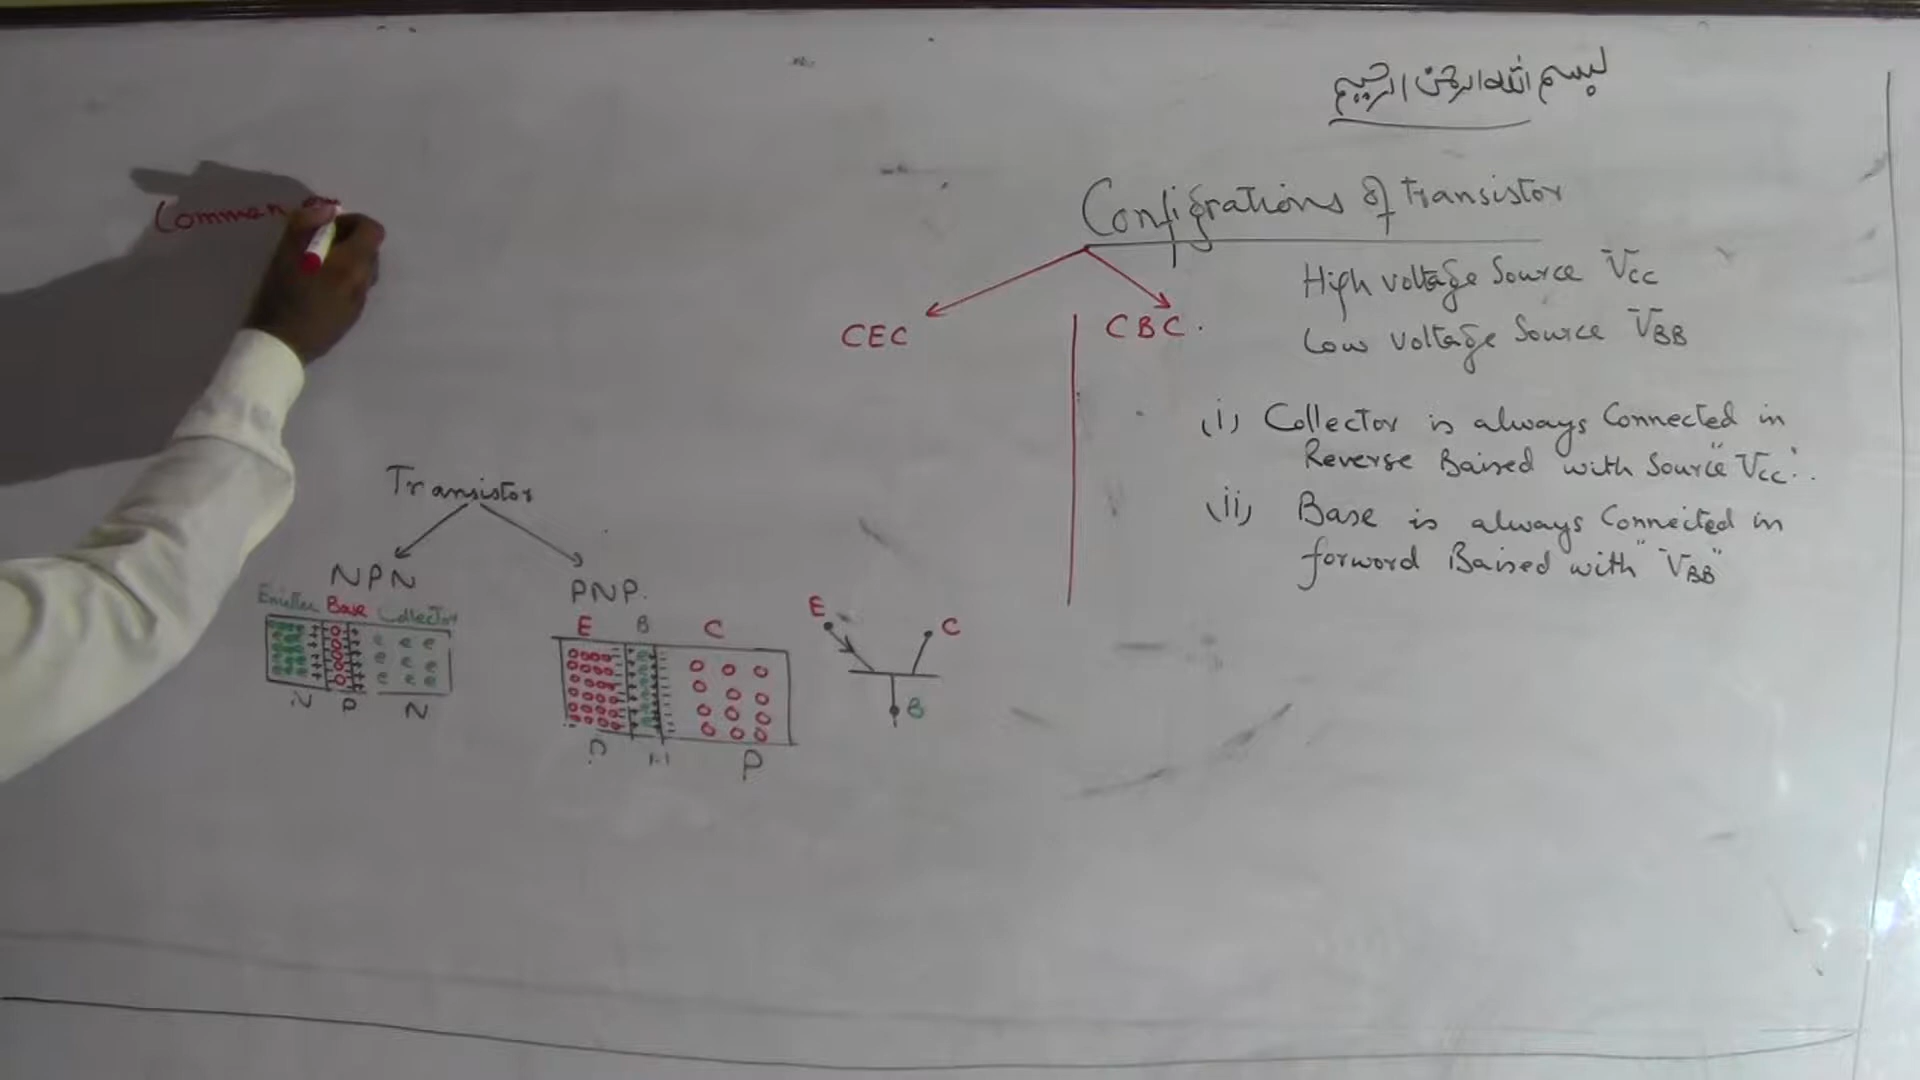 بسم الله الرحمن الرحيم
Configrations of Transistor
High voltage Source Vcc
Low voltage Source VBB
CEC
CBC.
(i) Collector is always Connected in
Reverse Baised with Source "Vcc".
(ii) Base is always Connected in
forword Baised with "VBB"
Comman em
Transistor
NPN
PNP.
Emitter Base Collector
E B C
N P N
P N P
E C
B